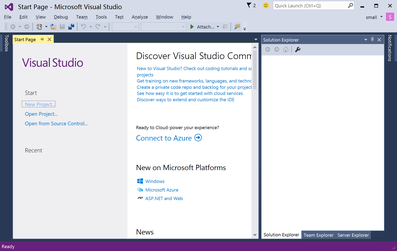 Start Page - Microsoft Visual Studio
2
Quick Launch (Ctrl+Q)
File Edit View Debug Team Tools Test Analyze Window Help
small
S
Attach...
Toolbox
Start Page
Visual Studio
Start
New Project...
Open Project...
Open from Source Control...
Recent
Discover Visual Studio Comm
New to Visual Studio? Check out coding tutorials and s
projects
Get training on new frameworks, languages, and techn
Create a private code repo and backlog for your projec
See how easy it is to get started with cloud services
Discover ways to extend and customize the IDE
Ready to Cloud-power your experience?
Connect to Azure
New on Microsoft Platforms
Windows
Microsoft Azure
ASP.NET and Web
News
Solution Explorer
Solution Explorer Team Explorer Server Explorer
Notifications
Ready